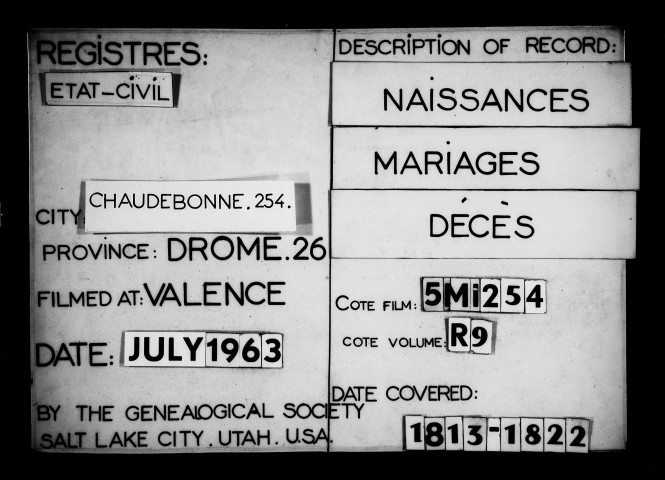 REGISTRES:
ETAT-CIVIL
CITY: CHAUDEBONNE. 254.
PROVINCE: DROME. 26
FILMED AT: VALENCE
DATE: JULY 1963
BY THE GENEALOGICAL SOCIETY
SALT LAKE CITY. UTAH. U.S.A.
DESCRIPTION OF RECORD:
NAISSANCES
MARIAGES
DÉCÈS
COTE FILM: 5Mi254
COTE VOLUME: R9
DATE COVERED:
1813-1822